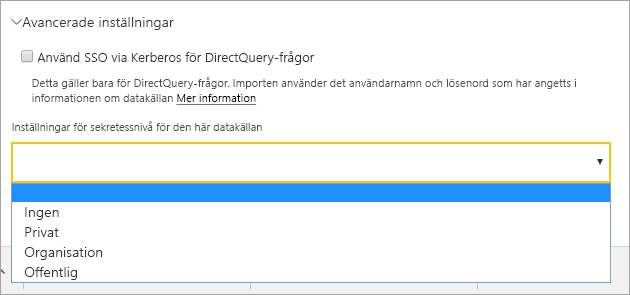 Avancerade inställningar
Använd SSO via Kerberos för DirectQuery-frågor
Detta gäller bara för DirectQuery-frågor. Importen använder det användarnamn och lösenord som har angetts i
informationen om datakällan Mer information
Inställningar för sekretessnivå för den här datakällan
Ingen
Privat
Organisation
Offentlig